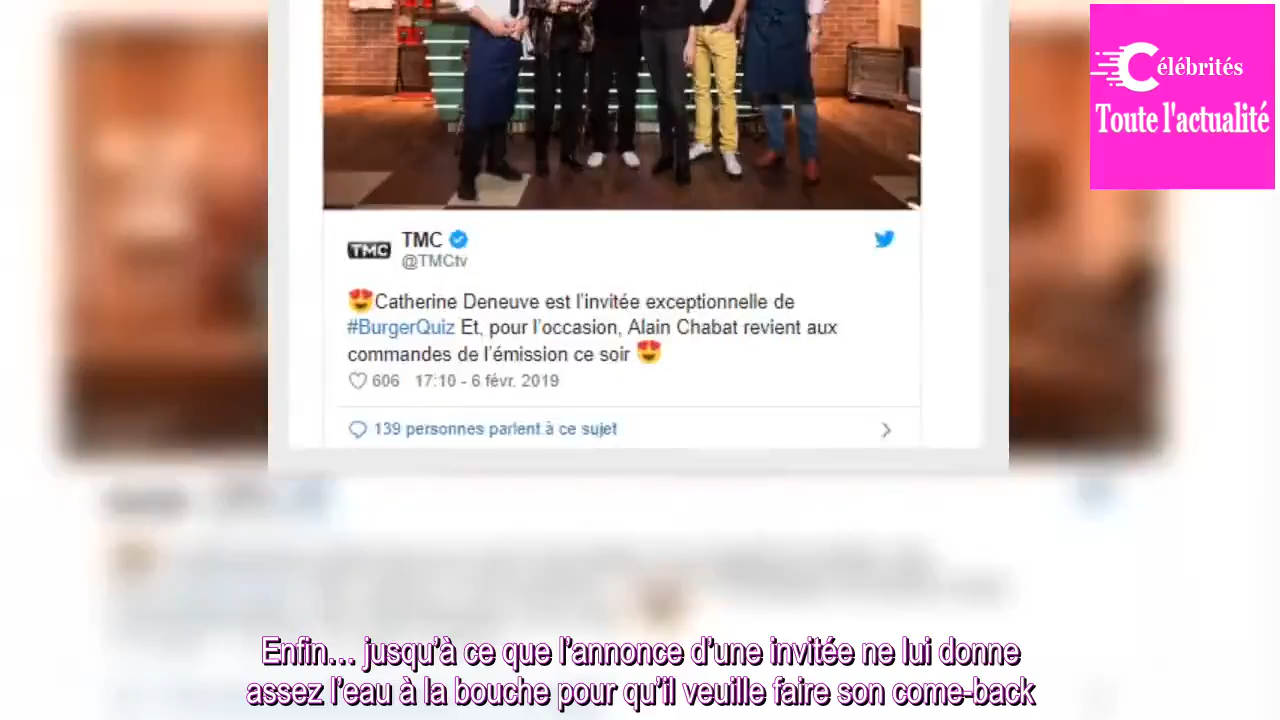 Célébrités
Toute l'actualité
TMC
TMC
@TMCtv
😍Catherine Deneuve est l'invitée exceptionnelle de
#BurgerQuiz Et, pour l'occasion, Alain Chabat revient aux
commandes de l'émission ce soir 😍
606 17:10 - 6 févr. 2019
139 personnes parlent à ce sujet
Enfin... jusqu'à ce que l'annonce d'une invitée ne lui donne
assez l'eau à la bouche pour qu'il veuille faire son come-back